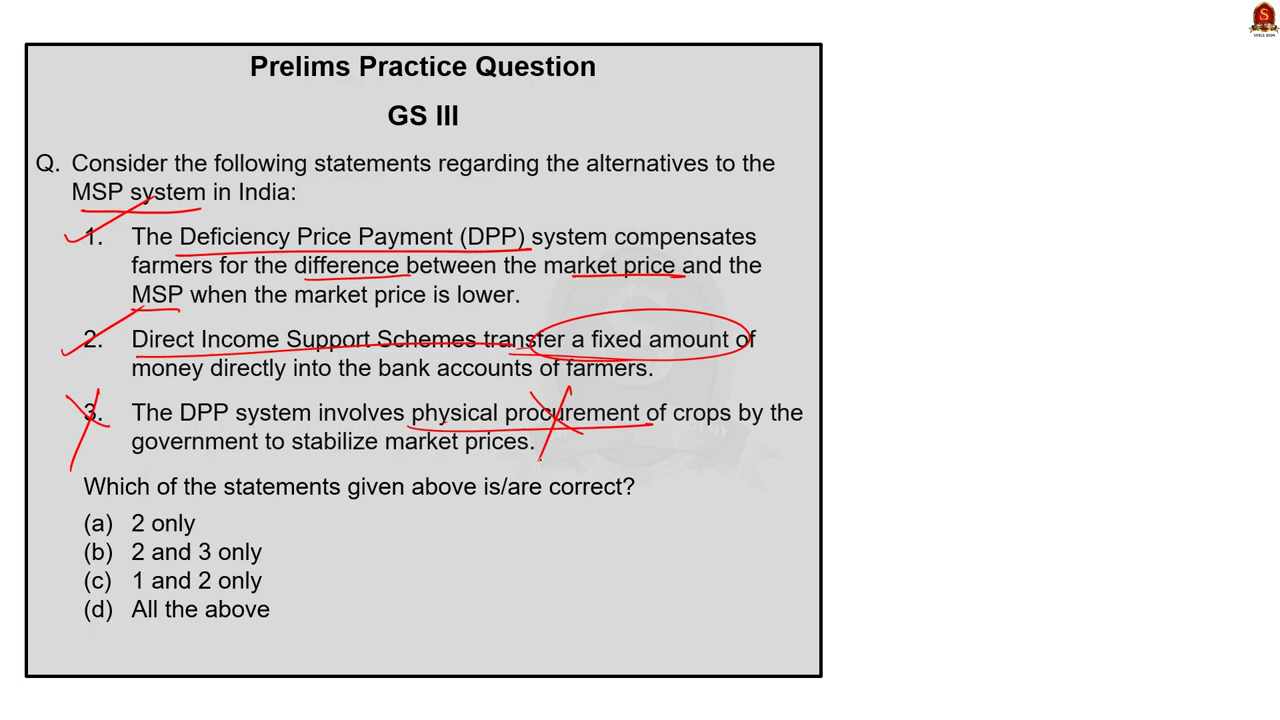 S
SINCE 2004
Prelims Practice Question
GS III
Q. Consider the following statements regarding the alternatives to the
MSP system in India:
1. The Deficiency Price Payment (DPP) system compensates
farmers for the difference between the market price and the
MSP when the market price is lower.
2. Direct Income Support Schemes transfer a fixed amount of
money directly into the bank accounts of farmers.
3. The DPP system involves physical procurement of crops by the
government to stabilize market prices.
Which of the statements given above is/are correct?
(a) 2 only
(b) 2 and 3 only
(c) 1 and 2 only
(d) All the above